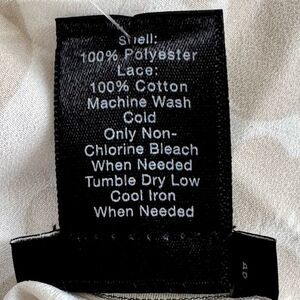 Shell:
100% Polyester
Lace:
100% Cotton
Machine Wash
Cold
Only Non-
Chlorine Bleach
When Needed
Tumble Dry Low
Cool Iron
When Needed